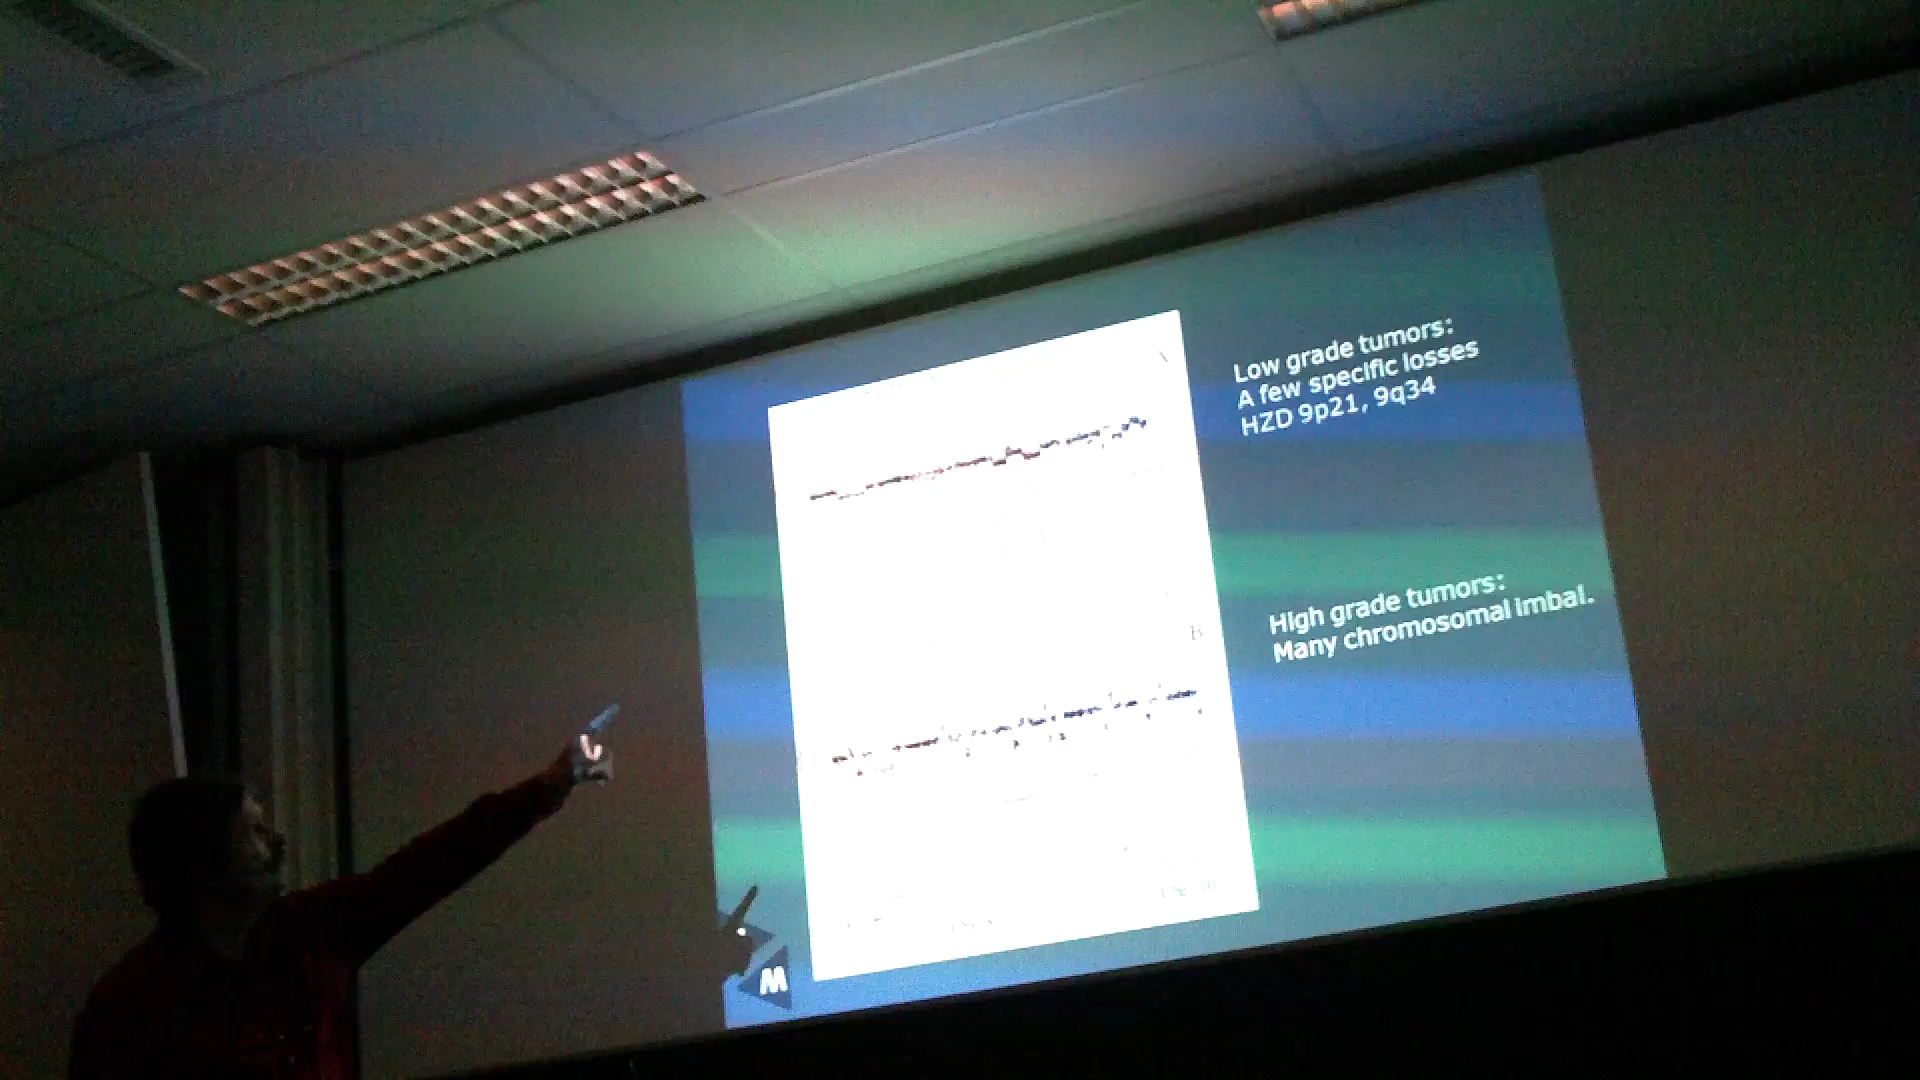 Low grade tumors:
A few specific losses
HZD 9p21, 9q34
B
High grade tumors:
Many chromosomal imbal.
M